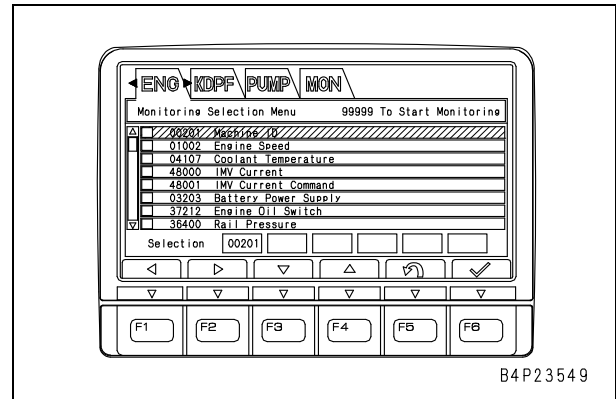 ENG KDPF PUMP MON
Monitoring Selection Menu 99999 To Start Monitoring
00201 Machine ID
01002 Engine Speed
04107 Coolant Temperature
48000 IMV Current
48001 IMV Current Command
03203 Battery Power Supply
37212 Engine Oil Switch
36400 Rail Pressure
Selection 00201
F1 F2 F3 F4 F5 F6
B4P23549